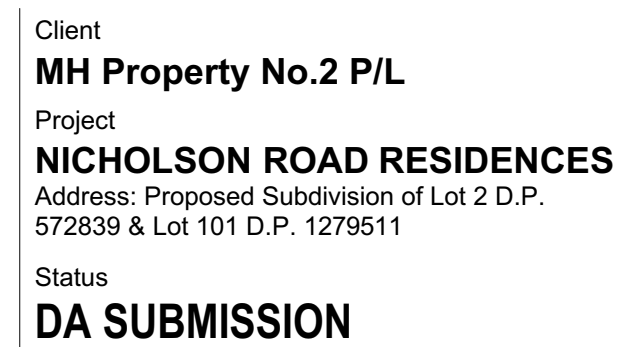 Client
MH Property No.2 P/L
Project
NICHOLSON ROAD RESIDENCES
Address: Proposed Subdivision of Lot 2 D.P.
572839 & Lot 101 D.P. 1279511
Status
DA SUBMISSION